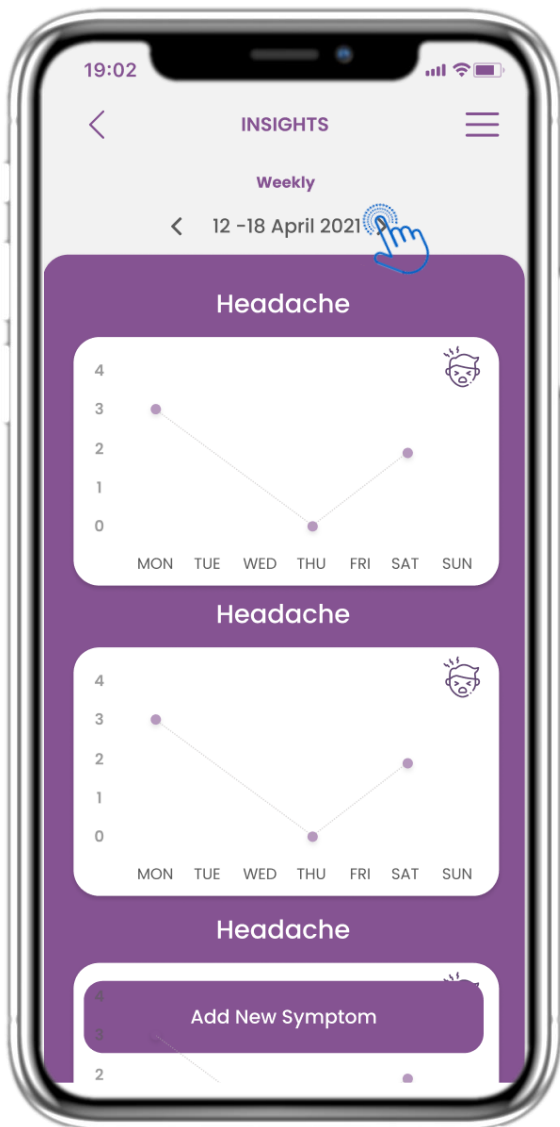 19:02
INSIGHTS
Weekly
12 -18 April 2021
Headache
4
3
2
1
0
MON TUE WED THU FRI SAT SUN
Headache
4
3
2
1
0
MON TUE WED THU FRI SAT SUN
Headache
4
Add New Symptom
3
2